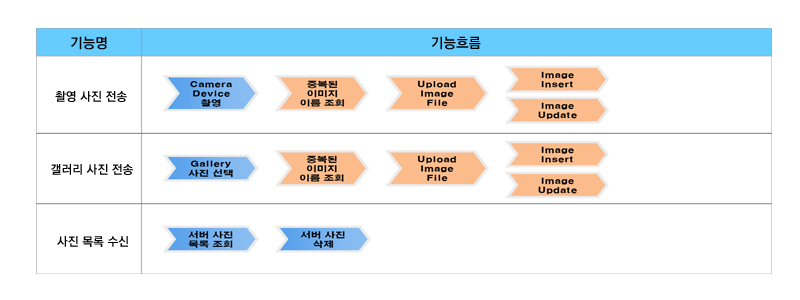 기능명
기능흐름
촬영 사진 전송
Camera
Device
촬영
중복된
이미지
이름 조회
Upload
Image
File
Image
Insert
Image
Update
갤러리 사진 전송
Gallery
사진 선택
중복된
이미지
이름 조회
Upload
Image
File
Image
Insert
Image
Update
사진 목록 수신
서버 사진
목록 조회
서버 사진
삭제